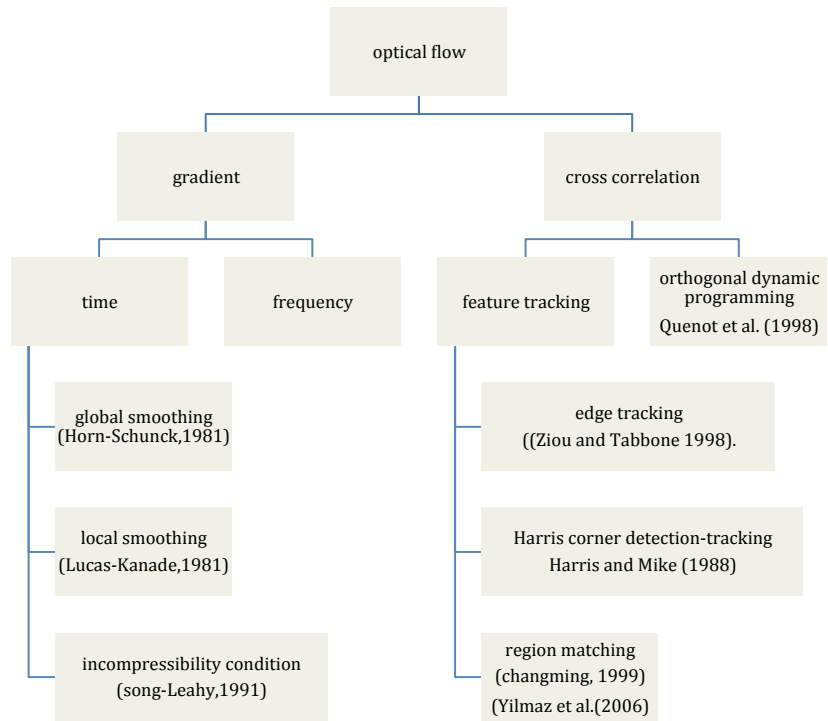 optical flow
gradient
cross correlation
time
frequency
feature tracking
orthogonal dynamic
programming
Quenot et al. (1998)
global smoothing
(Horn-Schunck,1981)
edge tracking
((Ziou and Tabbone 1998).
local smoothing
(Lucas-Kanade,1981)
Harris corner detection-tracking
Harris and Mike (1988)
incompressibility condition
(song-Leahy,1991)
region matching
(changming, 1999)
(Yilmaz et al.(2006)